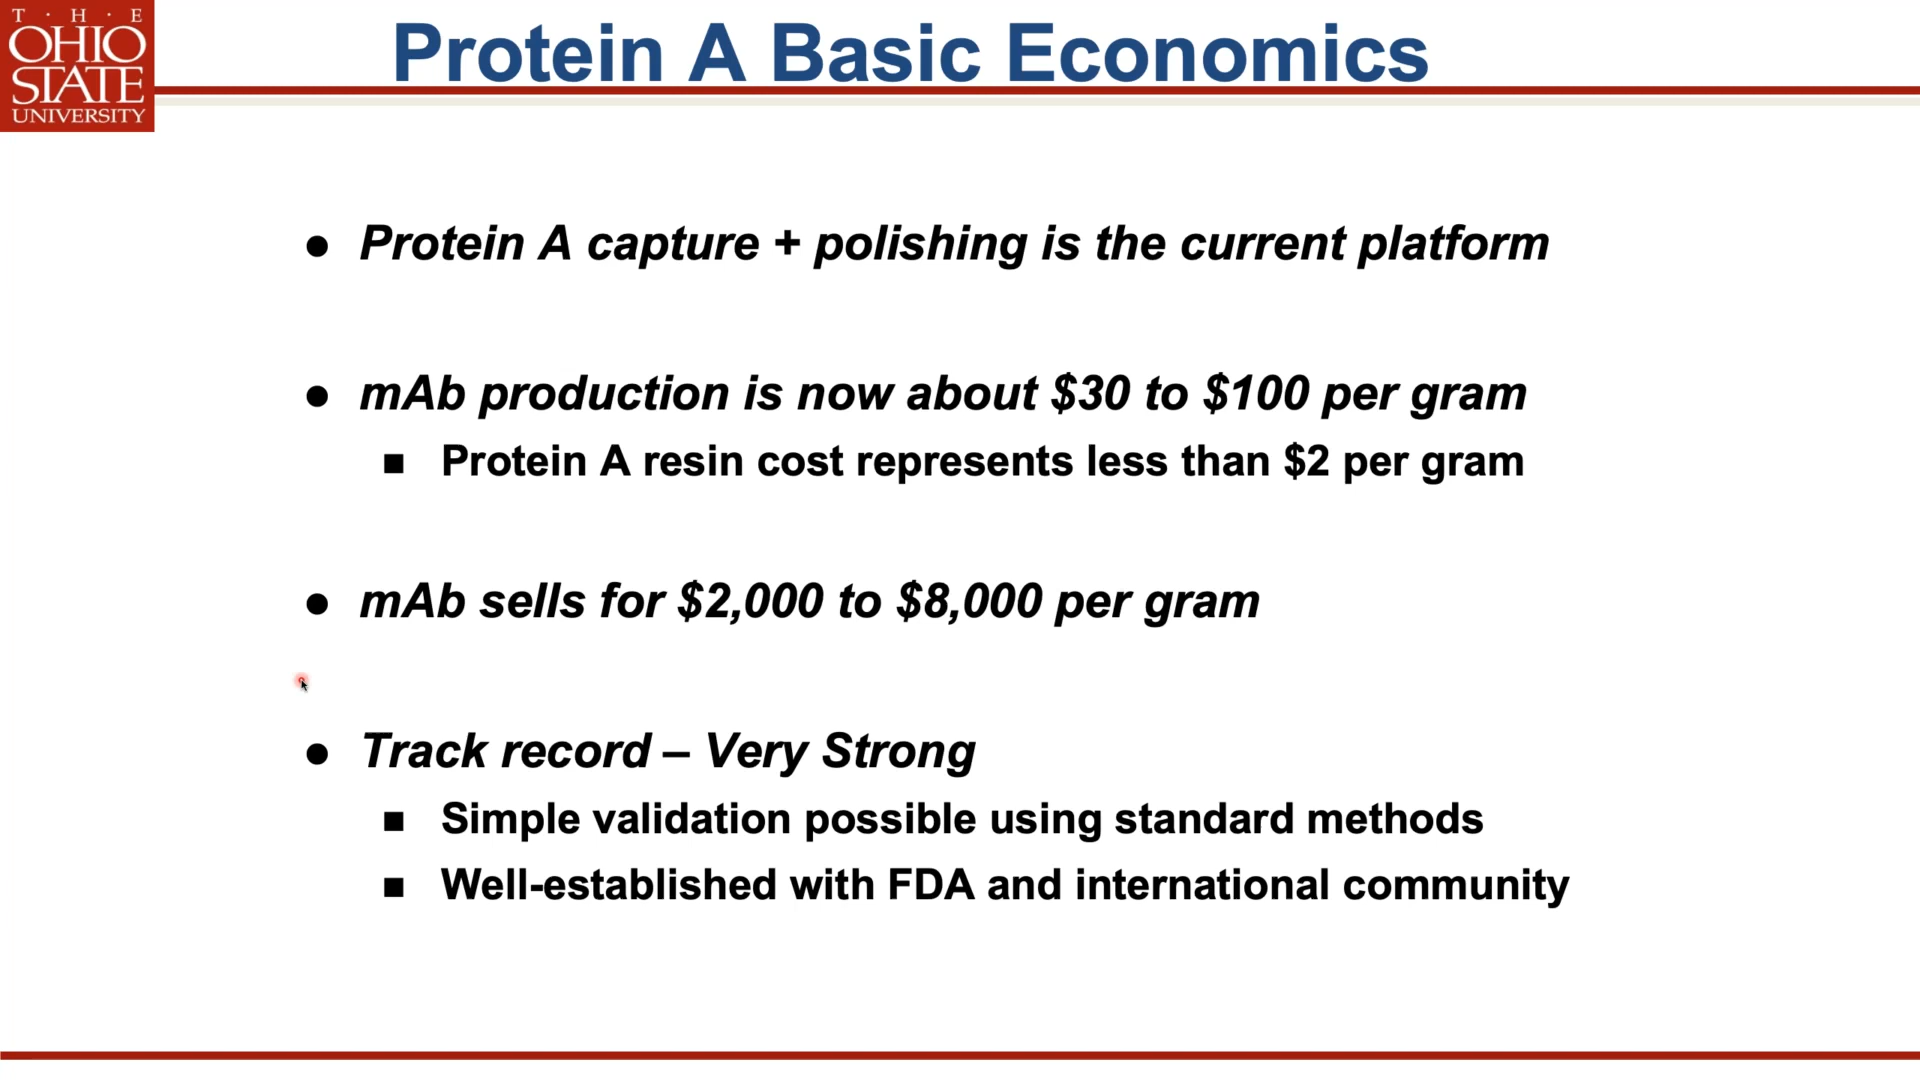 T · H · E
OHIO
STATE
UNIVERSITY
Protein A Basic Economics
● Protein A capture + polishing is the current platform
● mAb production is now about $30 to $100 per gram
■ Protein A resin cost represents less than $2 per gram
● mAb sells for $2,000 to $8,000 per gram
● Track record – Very Strong
■ Simple validation possible using standard methods
■ Well-established with FDA and international community